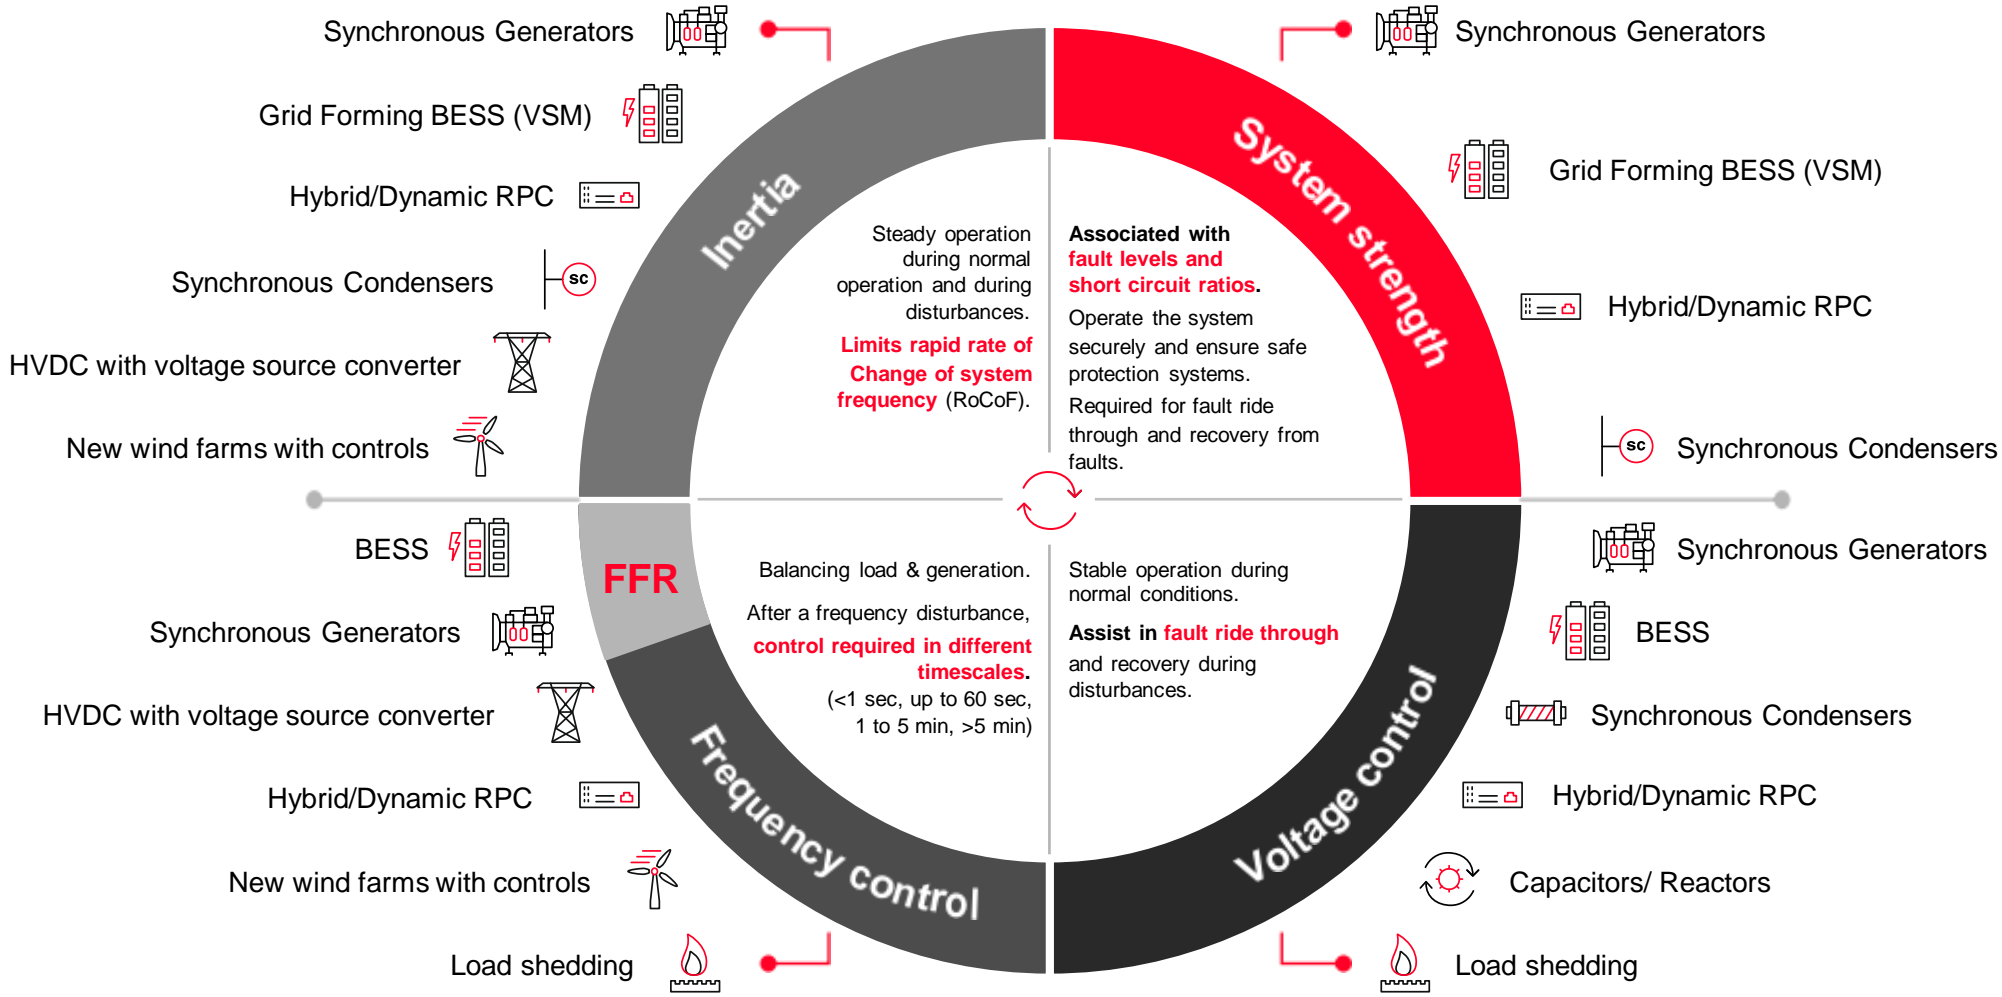 Synchronous Generators
Grid Forming BESS (VSM)
Hybrid/Dynamic RPC
Synchronous Condensers
sc
HVDC with voltage source converter
New wind farms with controls
Inertia
Steady operation
during normal
operation and during
disturbances.
Limits rapid rate of
Change of system
frequency (RoCoF).
System strength
Associated with
fault levels and
short circuit ratios.
Operate the system
securely and ensure safe
protection systems.
Required for fault ride
through and recovery from
faults.
Synchronous Generators
Grid Forming BESS (VSM)
Hybrid/Dynamic RPC
sc
Synchronous Condensers
BESS
Synchronous Generators
HVDC with voltage source converter
Hybrid/Dynamic RPC
New wind farms with controls
Load shedding
FFR
Frequency control
Balancing load & generation.
After a frequency disturbance,
control required in different
timescales.
(<1 sec, up to 60 sec,
1 to 5 min, >5 min)
Stable operation during
normal conditions.
Assist in fault ride through
and recovery during
disturbances.
Voltage control
Synchronous Generators
BESS
Synchronous Condensers
Hybrid/Dynamic RPC
Capacitors/ Reactors
Load shedding